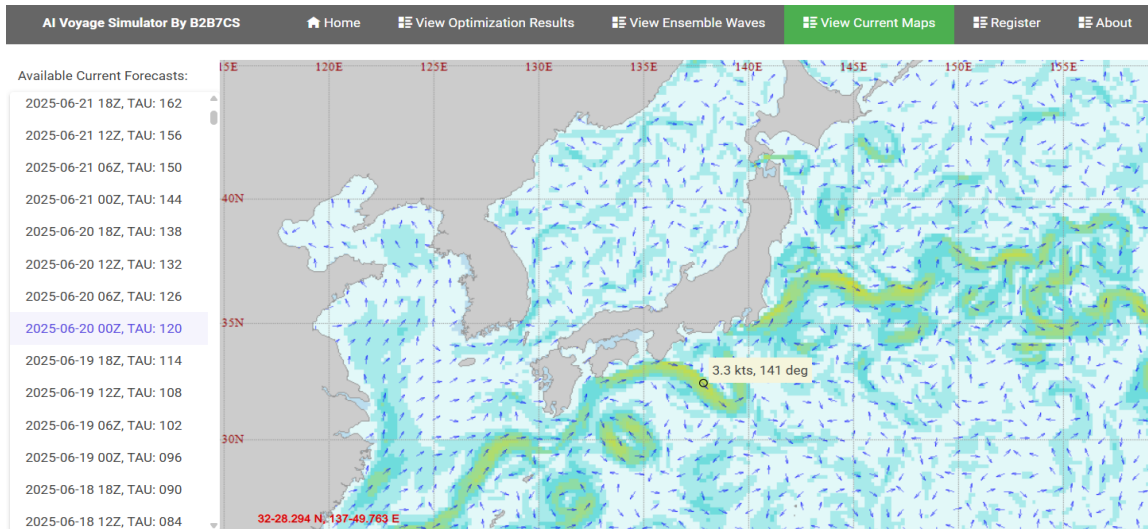 AI Voyage Simulator By B2B7CS Home View Optimization Results View Ensemble Waves View Current Maps Register About
Available Current Forecasts:
2025-06-21 18Z, TAU: 162
2025-06-21 12Z, TAU: 156
2025-06-21 06Z, TAU: 150
2025-06-21 00Z, TAU: 144
2025-06-20 18Z, TAU: 138
2025-06-20 12Z, TAU: 132
2025-06-20 06Z, TAU: 126
2025-06-20 00Z, TAU: 120
2025-06-19 18Z, TAU: 114
2025-06-19 12Z, TAU: 108
2025-06-19 06Z, TAU: 102
2025-06-19 00Z, TAU: 096
2025-06-18 18Z, TAU: 090
2025-06-18 12Z, TAU: 084
15E 120E 125E 130E 135E 140E 145E 150E 155E
40N
35N
3.3 kts, 141 deg
30N
32-28.294 N, 137-49.763 E